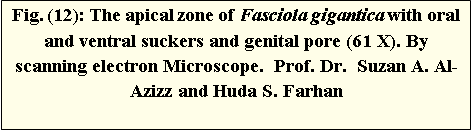 Fig. (12): The apical zone of Fasciola gigantica with oral
and ventral suckers and genital pore (61 X). By
scanning electron Microscope. Prof. Dr. Suzan A. Al-
Azizz and Huda S. Farhan